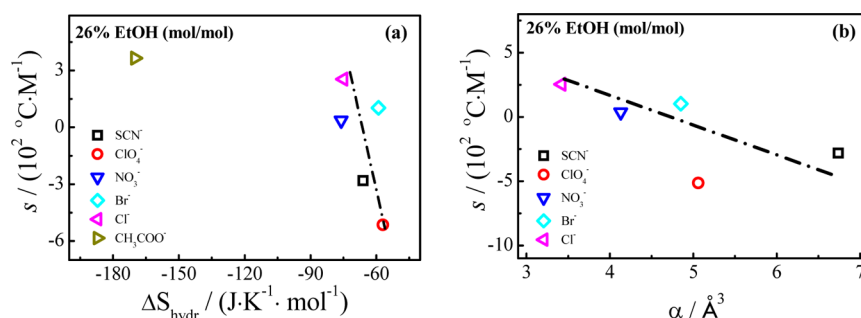 26% EtOH (mol/mol)
(a)
s / (10² °C·M⁻¹)
3
0
-3
-6
SCN⁻
ClO₄⁻
NO₃⁻
Br⁻
Cl⁻
CH₃COO⁻
-180
-150
-120
-90
-60
ΔS_hydr / (J·K⁻¹· mol⁻¹)
26% EtOH (mol/mol)
(b)
s / (10² °C·M⁻¹)
5
0
-5
-10
SCN⁻
ClO₄⁻
NO₃⁻
Br⁻
Cl⁻
3
4
5
6
7
α / Å³